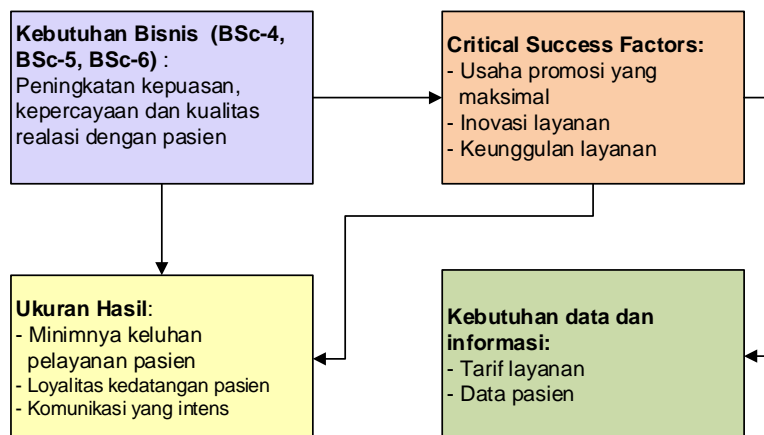 Kebutuhan Bisnis (BSc-4,
BSc-5, BSc-6) :
Peningkatan kepuasan,
kepercayaan dan kualitas
realasi dengan pasien
Critical Success Factors:
- Usaha promosi yang
maksimal
- Inovasi layanan
- Keunggulan layanan
Ukuran Hasil:
- Minimnya keluhan
pelayanan pasien
- Loyalitas kedatangan pasien
- Komunikasi yang intens
Kebutuhan data dan
informasi:
- Tarif layanan
- Data pasien